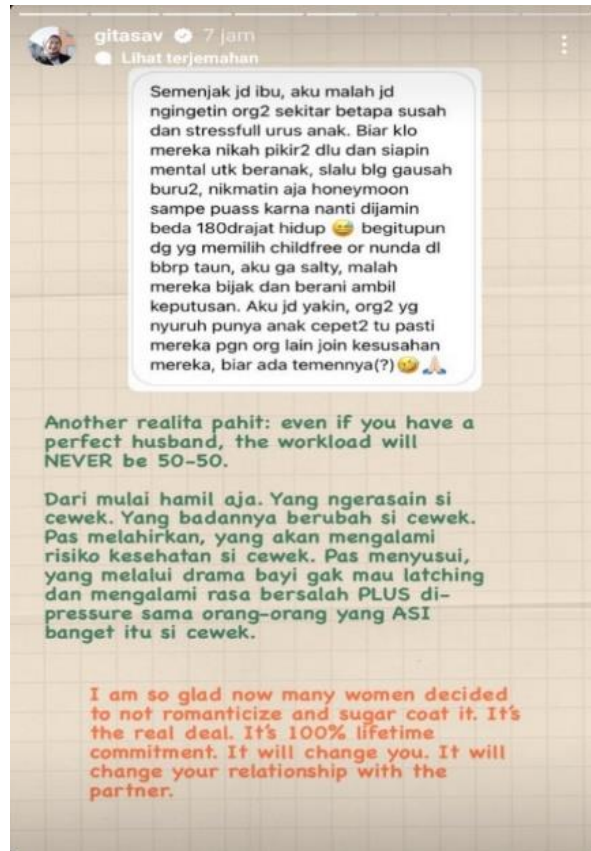 gitasav 7 jam
Lihat terjemahan
Semenjak jd ibu, aku malah jd
ngingetin org2 sekitar betapa susah
dan stressfull urus anak. Biar klo
mereka nikah pikir2 dlu dan siapin
mental utk beranak, slalu blg gausah
buru2, nikmatin aja honeymoon
sampe puass karna nanti dijamin
beda 180drajat hidup 😅 begitupun
dg yg memilih childfree or nunda dl
bbrp taun, aku ga salty, malah
mereka bijak dan berani ambil
keputusan. Aku jd yakin, org2 yg
nyuruh punya anak cepet2 tu pasti
mereka pgn org lain join kesusahan
mereka, biar ada temennya(?)🤣🙏🏻
Another realita pahit: even if you have a
perfect husband, the workload will
NEVER be 50-50.
Dari mulai hamil aja. Yang ngerasain si
cewek. Yang badannya berubah si cewek.
Pas melahirkan, yang akan mengalami
risiko kesehatan si cewek. Pas menyusui,
yang melalui drama bayi gak mau latching
dan mengalami rasa bersalah PLUS di-
pressure sama orang-orang yang ASI
banget itu si cewek.
I am so glad now many women decided
to not romanticize and sugar coat it. It's
the real deal. It's 100% lifetime
commitment. It will change you. It will
change your relationship with the
partner.